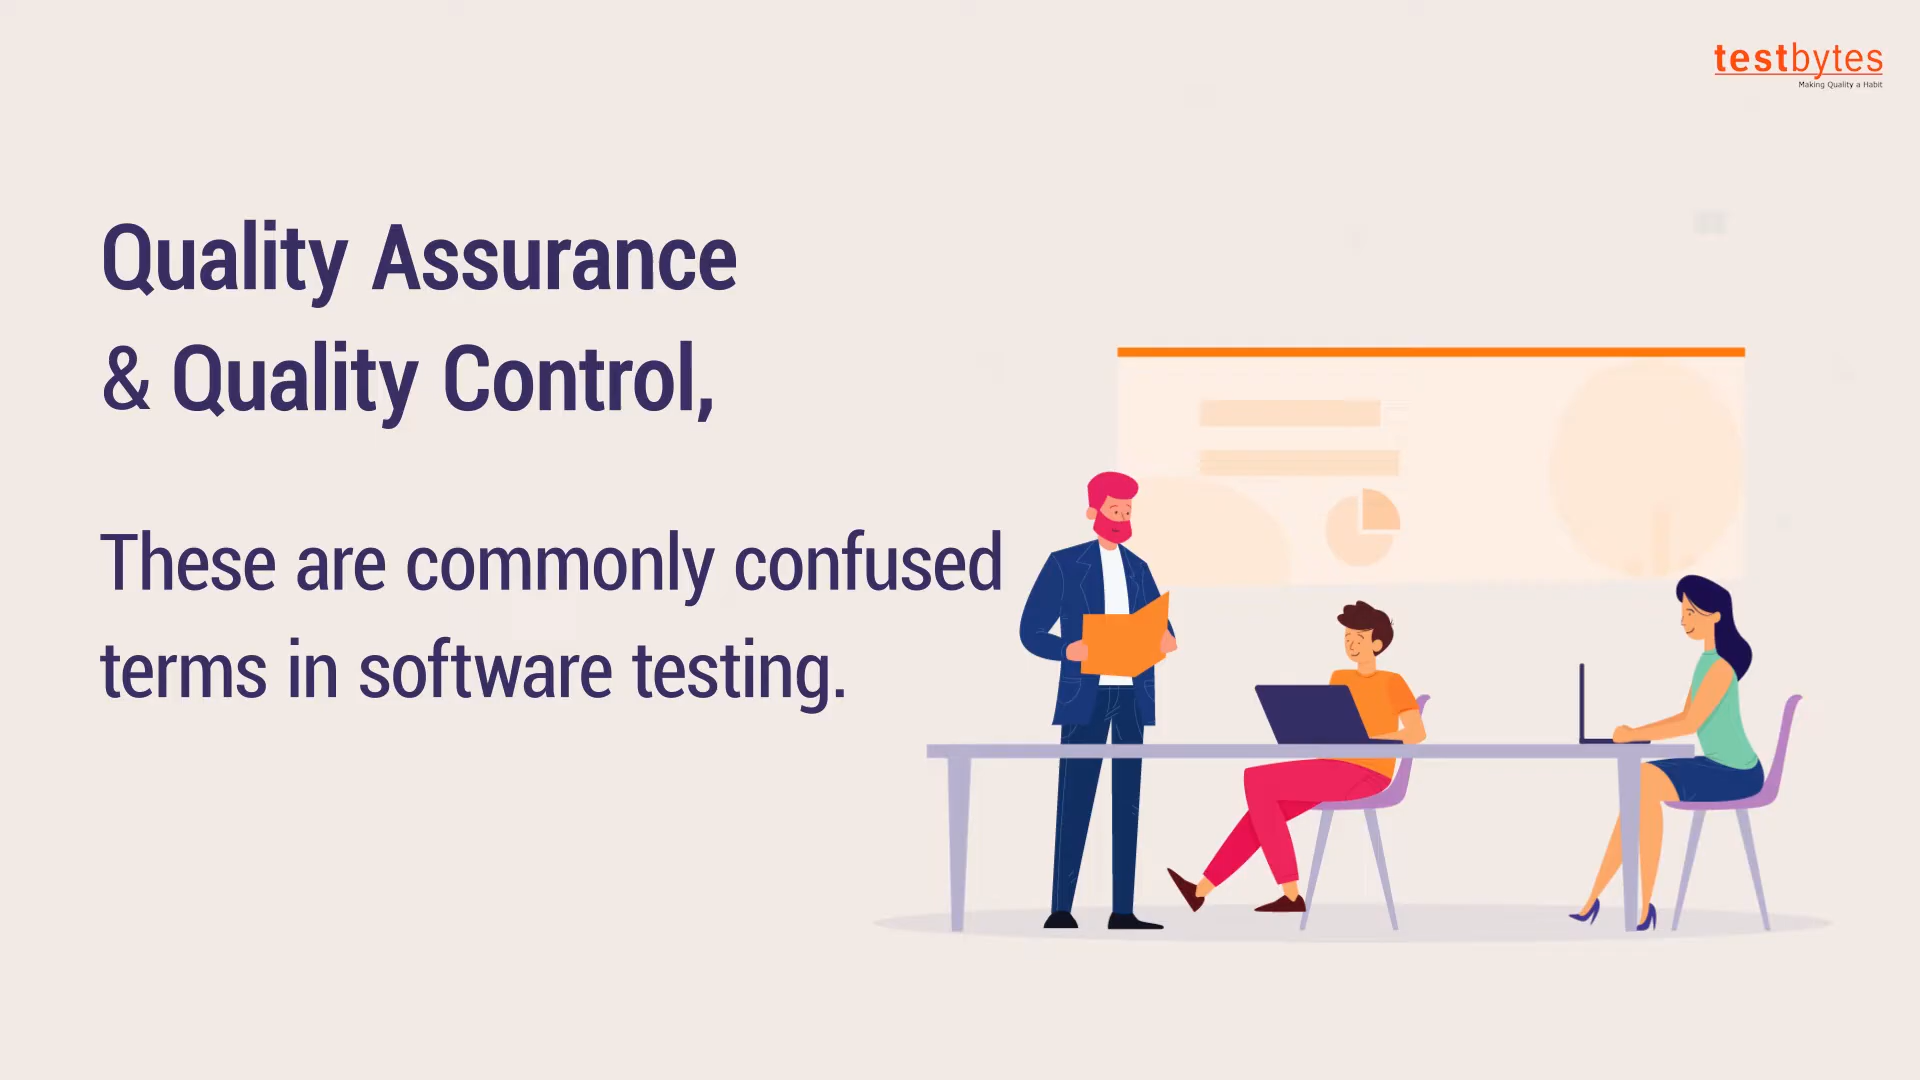 testbytes
Making Quality a Habit
Quality Assurance
& Quality Control,
These are commonly confused
terms in software testing.